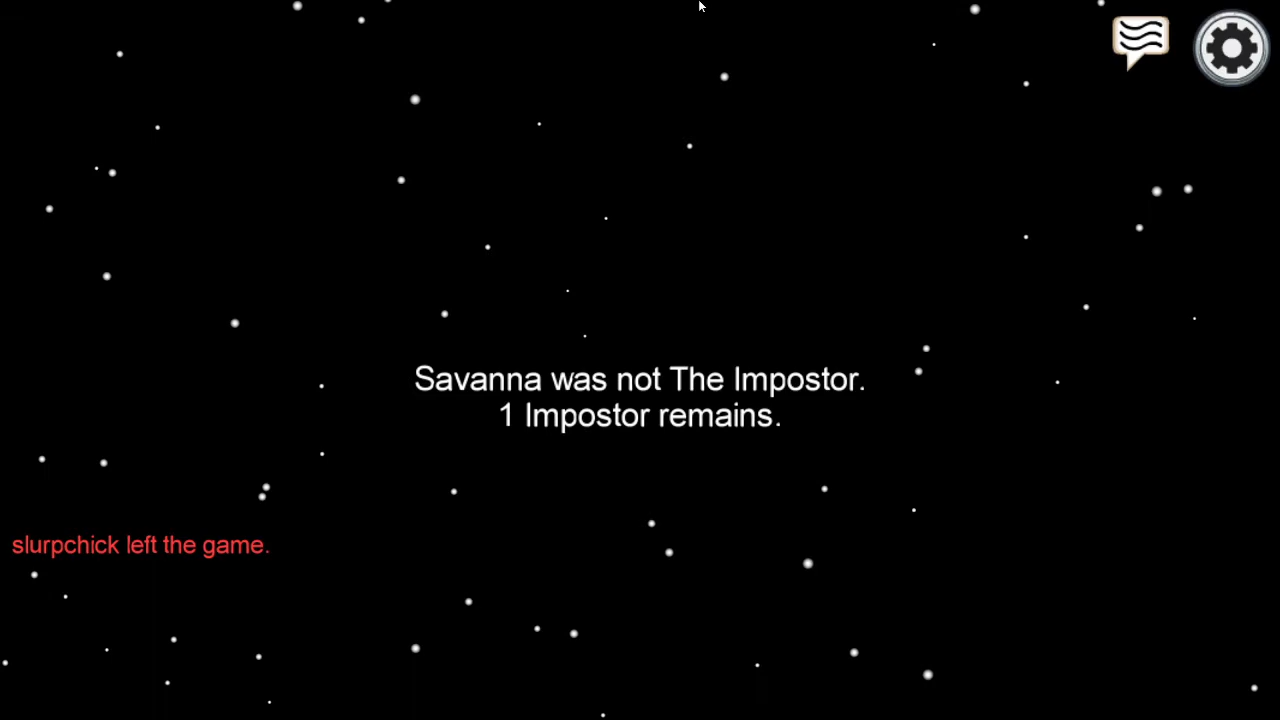 Savanna was not The Impostor.
1 Impostor remains.
slurpchick left the game.